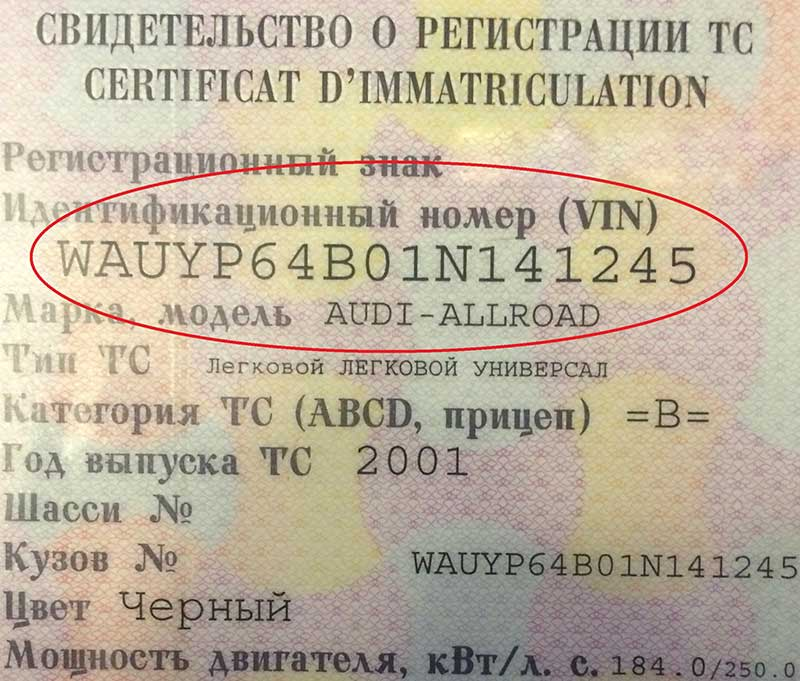 СВИДЕТЕЛЬСТВО О РЕГИСТРАЦИИ ТС
CERTIFICAT D'IMMATRICULATION
Регистрационный знак
Идентификационный номер (VIN)
WAUYP64B01N141245
Марка, модель AUDI-ALLROAD
Тип ТС Легковой ЛЕГКОВОЙ УНИВЕРСАЛ
Категория ТС (ABCD, прицеп) =B=
Год выпуска ТС 2001
Шасси №
Кузов № WAUYP64B01N141245
Цвет Черный
Мощность двигателя, кВт/л. с. 184.0/250.0